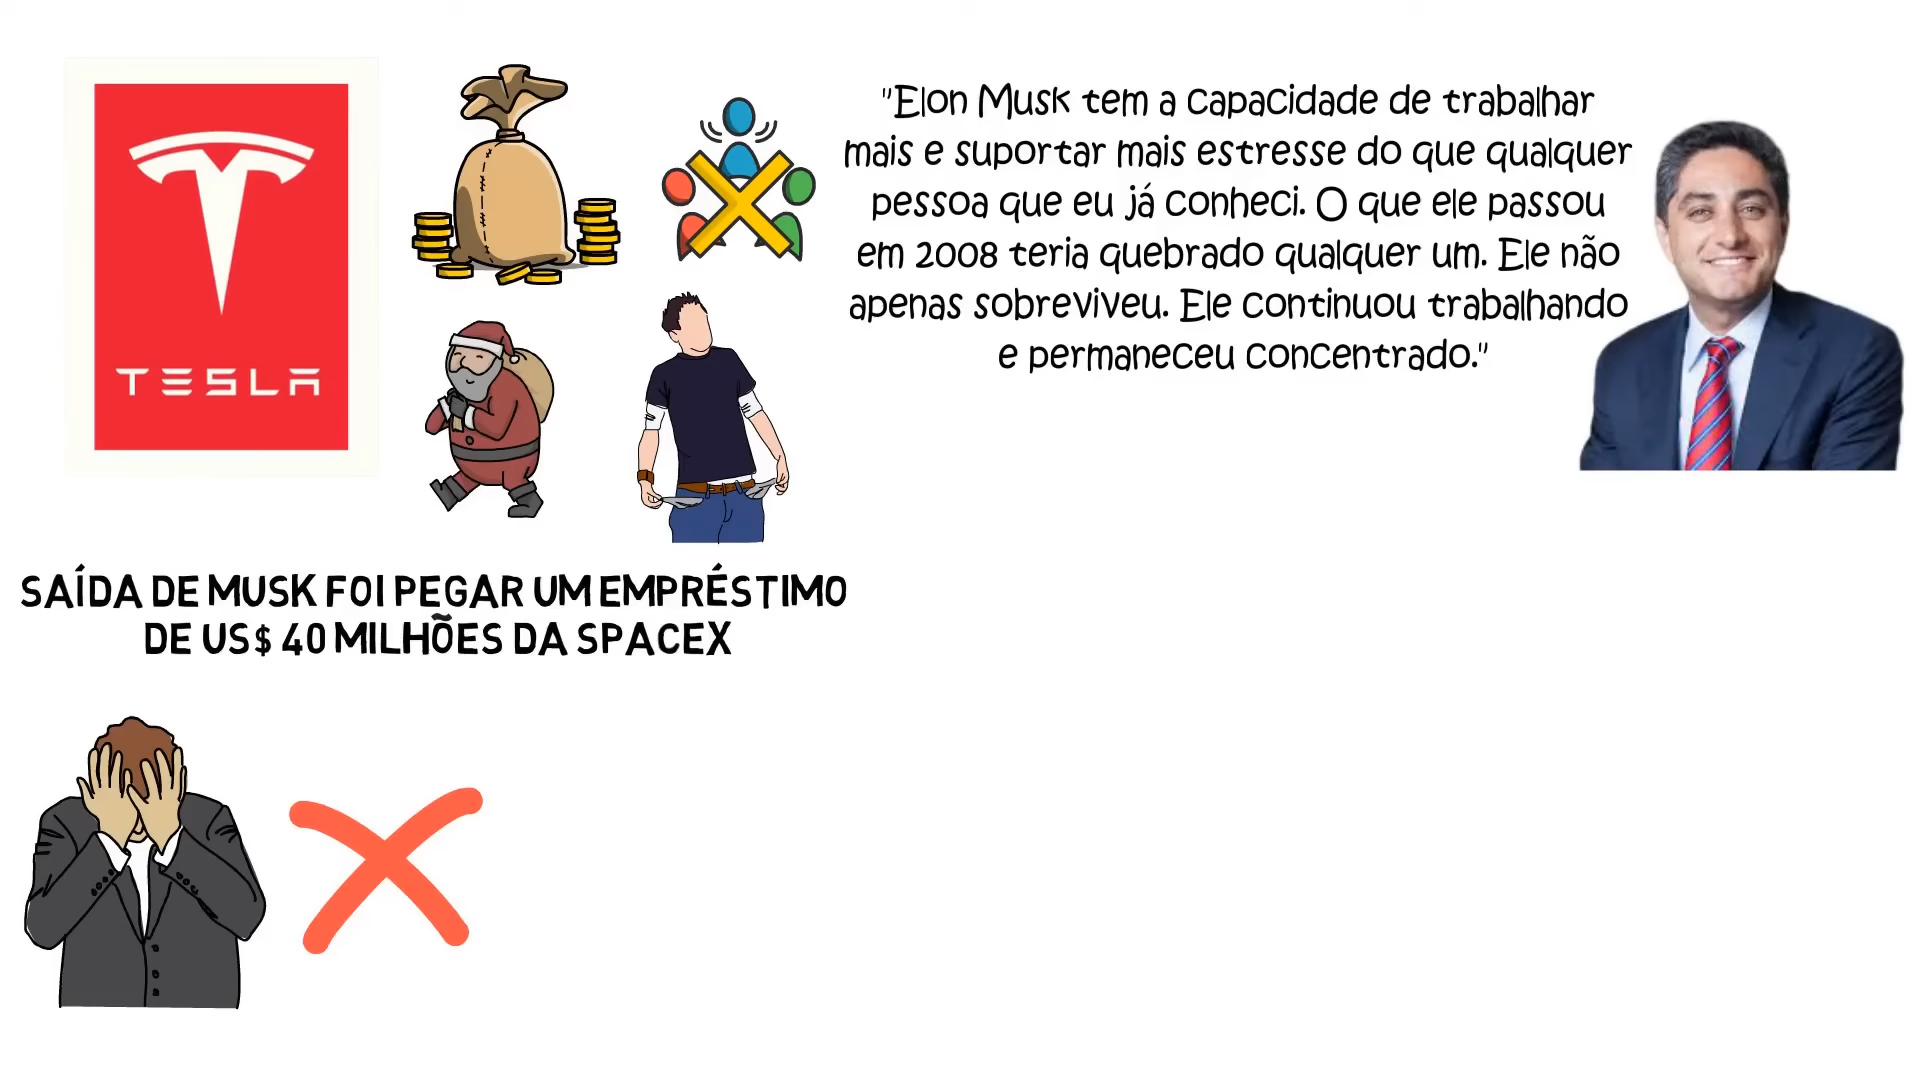 TESLA
"Elon Musk tem a capacidade de trabalhar
mais e suportar mais estresse do que qualquer
pessoa que eu já conheci. O que ele passou
em 2008 teria quebrado qualquer um. Ele não
apenas sobreviveu. Ele continuou trabalhando
e permaneceu concentrado."
SAÍDA DE MUSK FOI PEGAR UM EMPRÉSTIMO
DE US$ 40 MILHÕES DA SPACEX